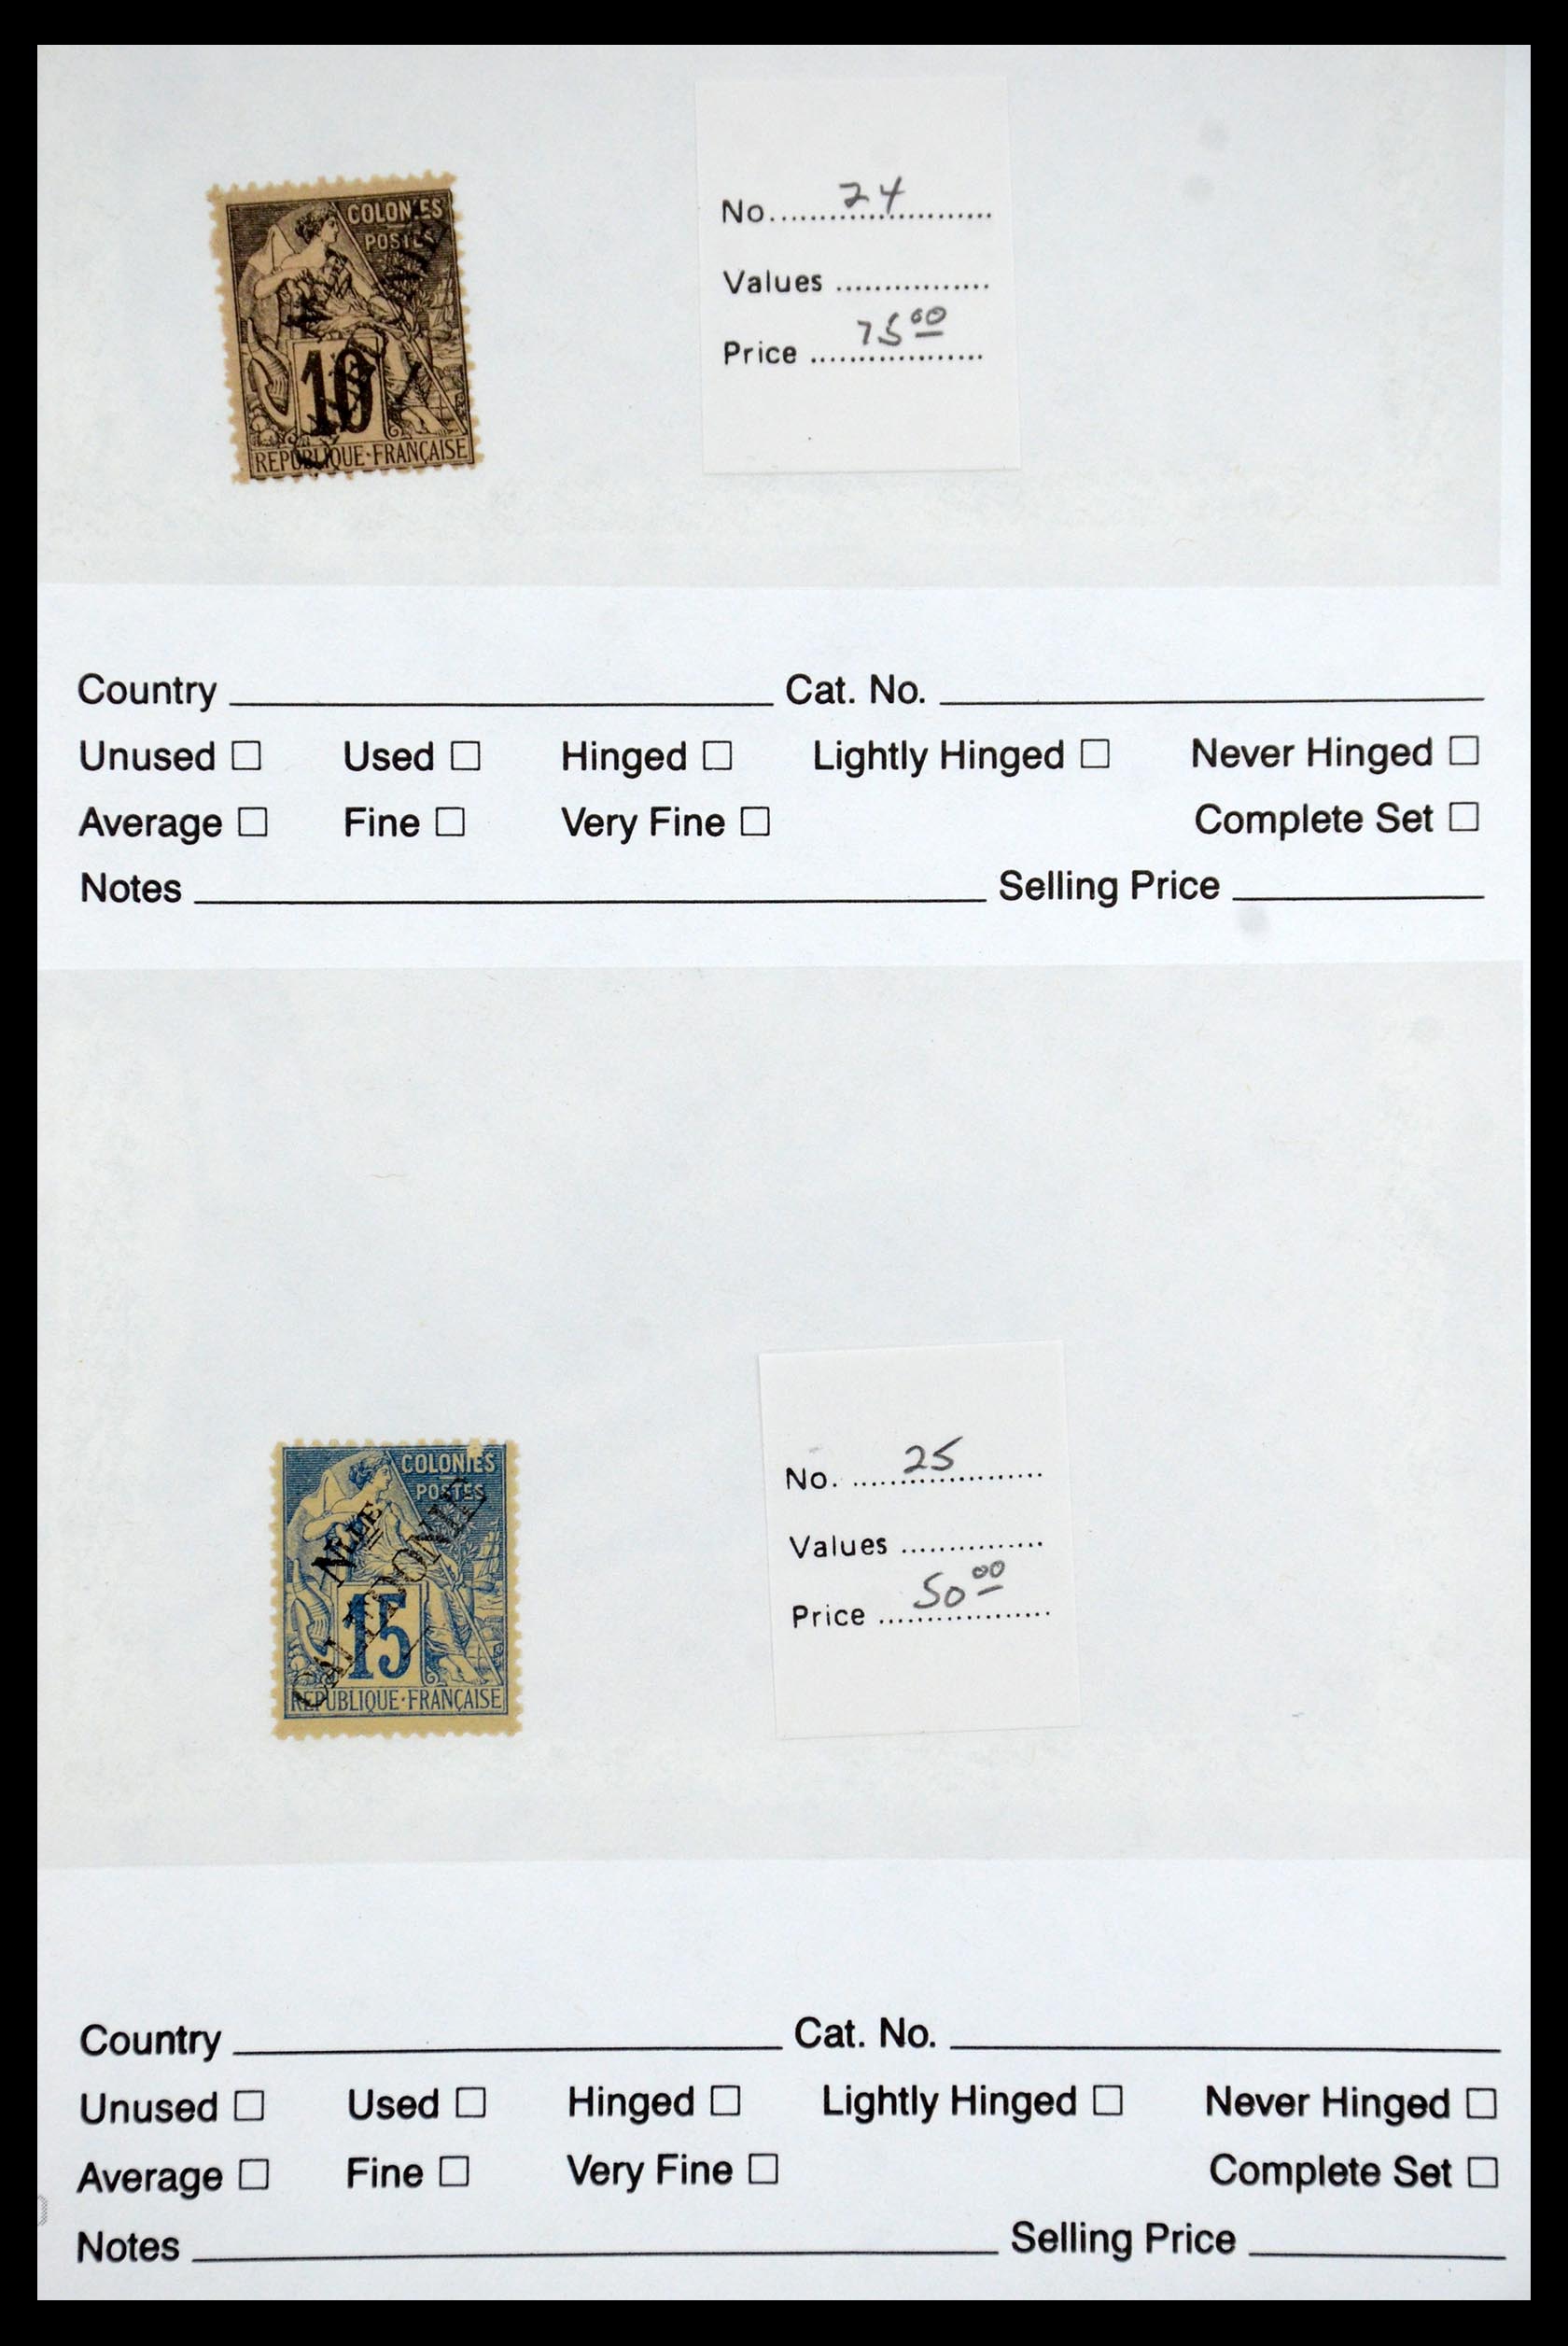 COLONIES
POSTES
10
REPUBLIQUE·FRANÇAISE
No. 24
Values
Price 75 00
Country Cat. No.
Unused Used Hinged Lightly Hinged Never Hinged
Average Fine Very Fine Complete Set
Notes Selling Price
COLONIES
POSTES
NLLE
CALEDONIE
15
REPUBLIQUE·FRANÇAISE
No. 25
Values
Price 50 00
Country Cat. No.
Unused Used Hinged Lightly Hinged Never Hinged
Average Fine Very Fine Complete Set
Notes Selling Price